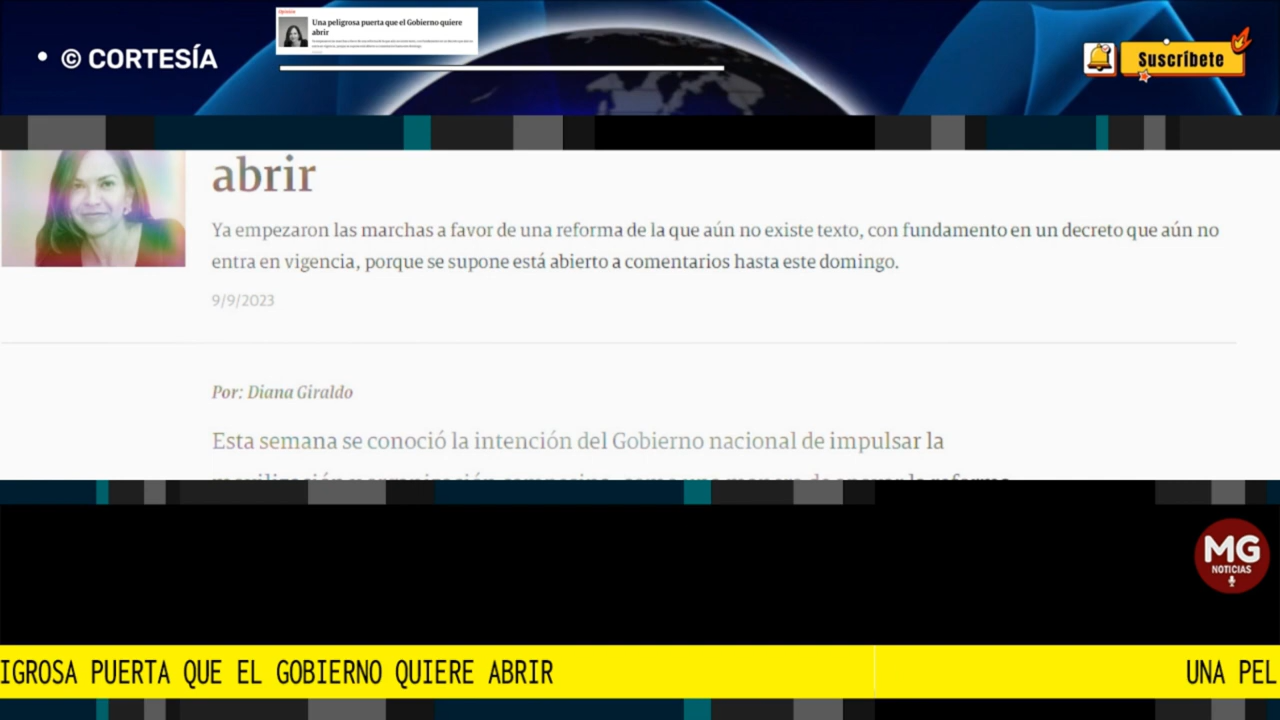 Opinión
Una peligrosa puerta que el Gobierno quiere
abrir
• © CORTESÍA
Suscríbete
abrir
Ya empezaron las marchas a favor de una reforma de la que aún no existe texto, con fundamento en un decreto que aún no
entra en vigencia, porque se supone está abierto a comentarios hasta este domingo.
9/9/2023
Por: Diana Giraldo
Esta semana se conoció la intención del Gobierno nacional de impulsar la
MG
NOTICIAS
IGROSA PUERTA QUE EL GOBIERNO QUIERE ABRIR
UNA PEL